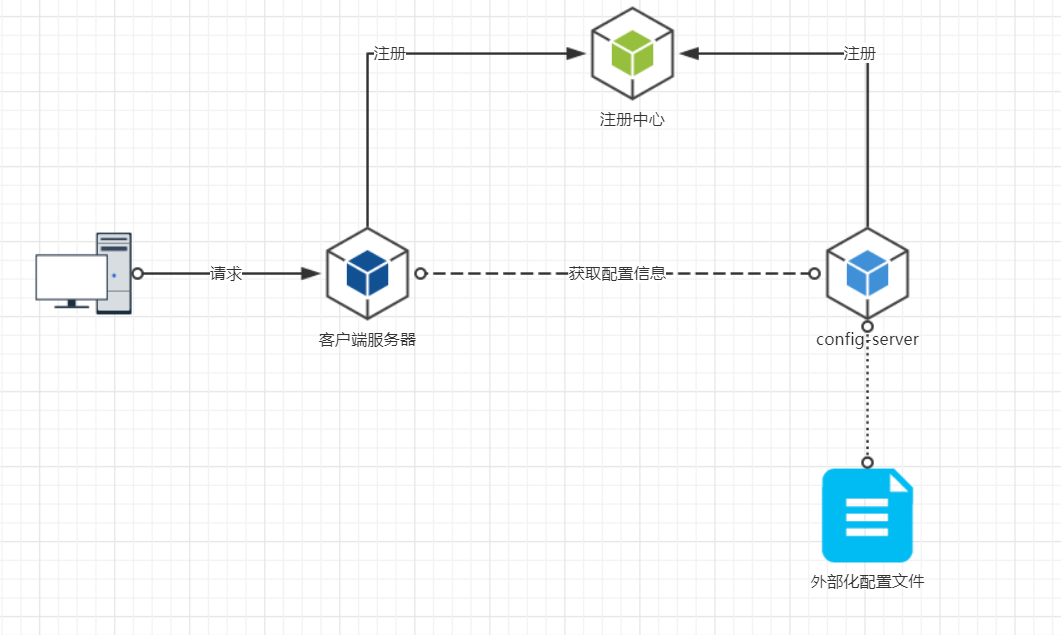 注册
注册
注册中心
请求
获取配置信息
客户端服务器
config-server
外部化配置文件